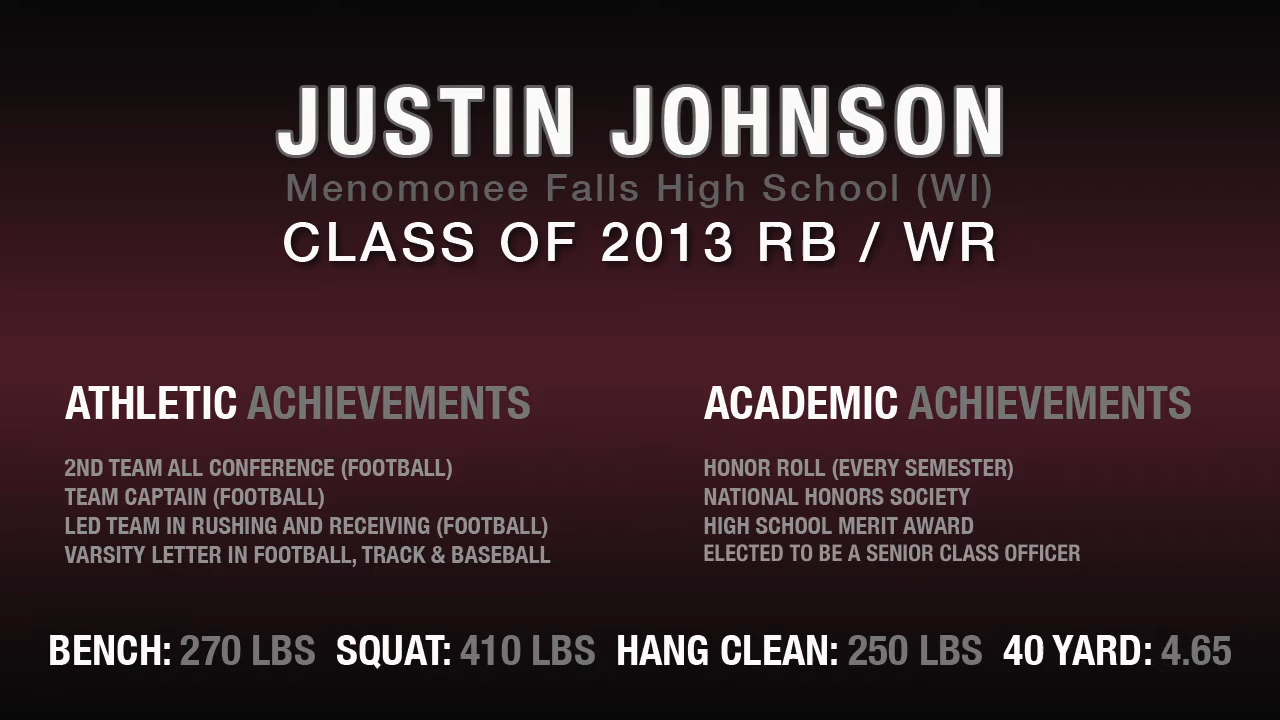 JUSTIN JOHNSON
Menomonee Falls High School (WI)
CLASS OF 2013 RB / WR
ATHLETIC ACHIEVEMENTS
2ND TEAM ALL CONFERENCE (FOOTBALL)
TEAM CAPTAIN (FOOTBALL)
LED TEAM IN RUSHING AND RECEIVING (FOOTBALL)
VARSITY LETTER IN FOOTBALL, TRACK & BASEBALL
ACADEMIC ACHIEVEMENTS
HONOR ROLL (EVERY SEMESTER)
NATIONAL HONORS SOCIETY
HIGH SCHOOL MERIT AWARD
ELECTED TO BE A SENIOR CLASS OFFICER
BENCH: 270 LBS SQUAT: 410 LBS HANG CLEAN: 250 LBS 40 YARD: 4.65